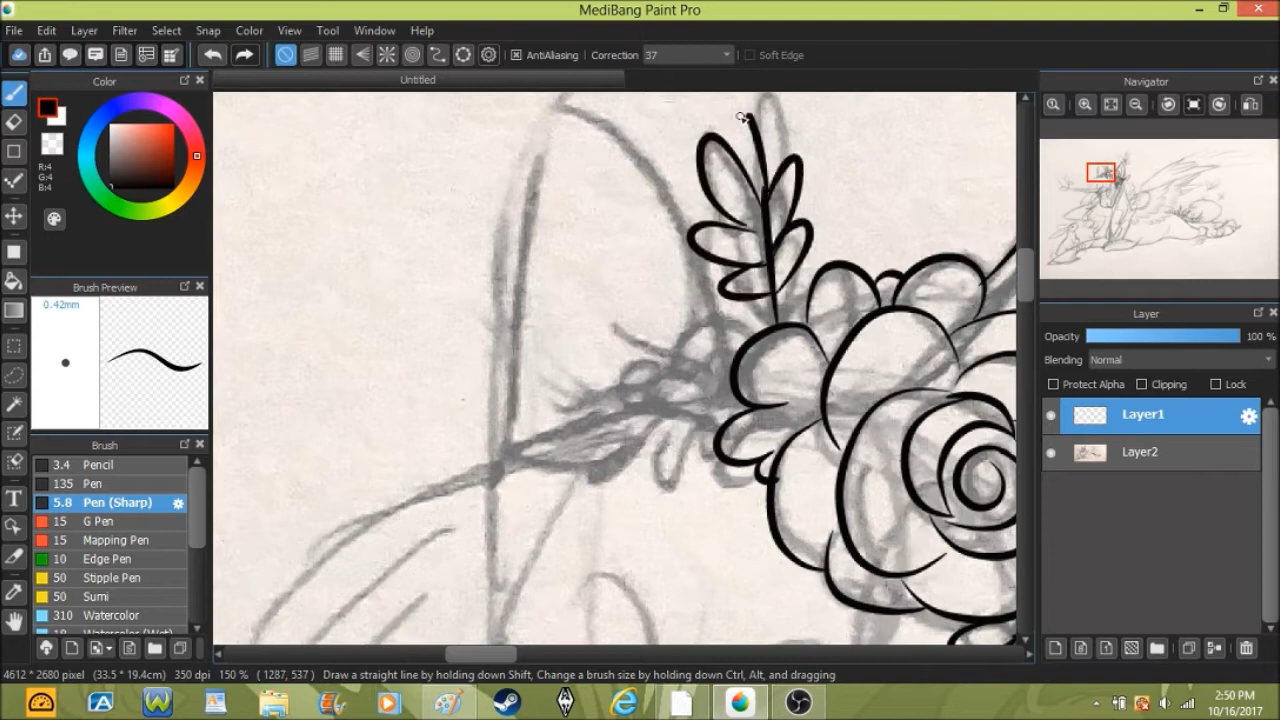 MediBang Paint Pro
File Edit Layer Filter Select Snap Color View Tool Window Help
AntiAliasing Correction 37 Soft Edge
Color
Untitled
Navigator
R:4
G:4
B:4
Brush Preview
0.42mm
Layer
Opacity 100 %
Blending Normal
Protect Alpha Clipping Lock
Layer1
Layer2
Brush
3.4 Pencil
135 Pen
5.8 Pen (Sharp)
15 G Pen
15 Mapping Pen
10 Edge Pen
50 Stipple Pen
50 Sumi
310 Watercolor
18 Watercolor (Wet)
4612 * 2680 pixel (33.5 * 19.4cm) 350 dpi 150 % ( 1287, 537 ) Draw a straight line by holding down Shift, Change a brush size by holding down Ctrl, Alt, and dragging
2:50 PM
10/16/2017